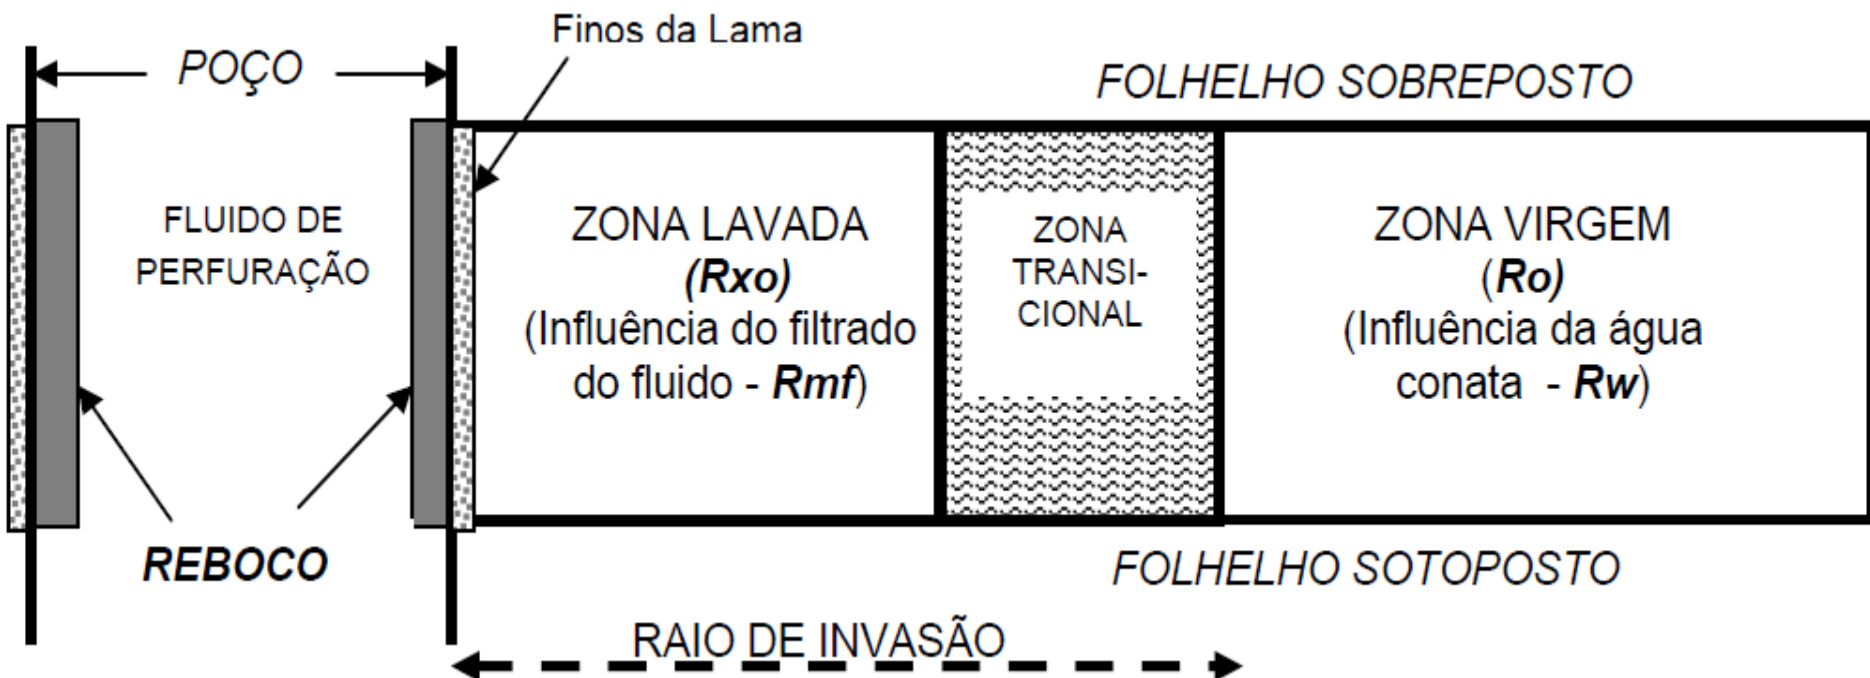 Finos da Lama
POÇO
FOLHELHO SOBREPOSTO
FLUIDO DE
PERFURAÇÃO
ZONA LAVADA
(Rxo)
(Influência do filtrado
do fluido - Rmf)
ZONA
TRANSI-
CIONAL
ZONA VIRGEM
(Ro)
(Influência da água
conata - Rw)
REBOCO
FOLHELHO SOTOPOSTO
RAIO DE INVASÃO